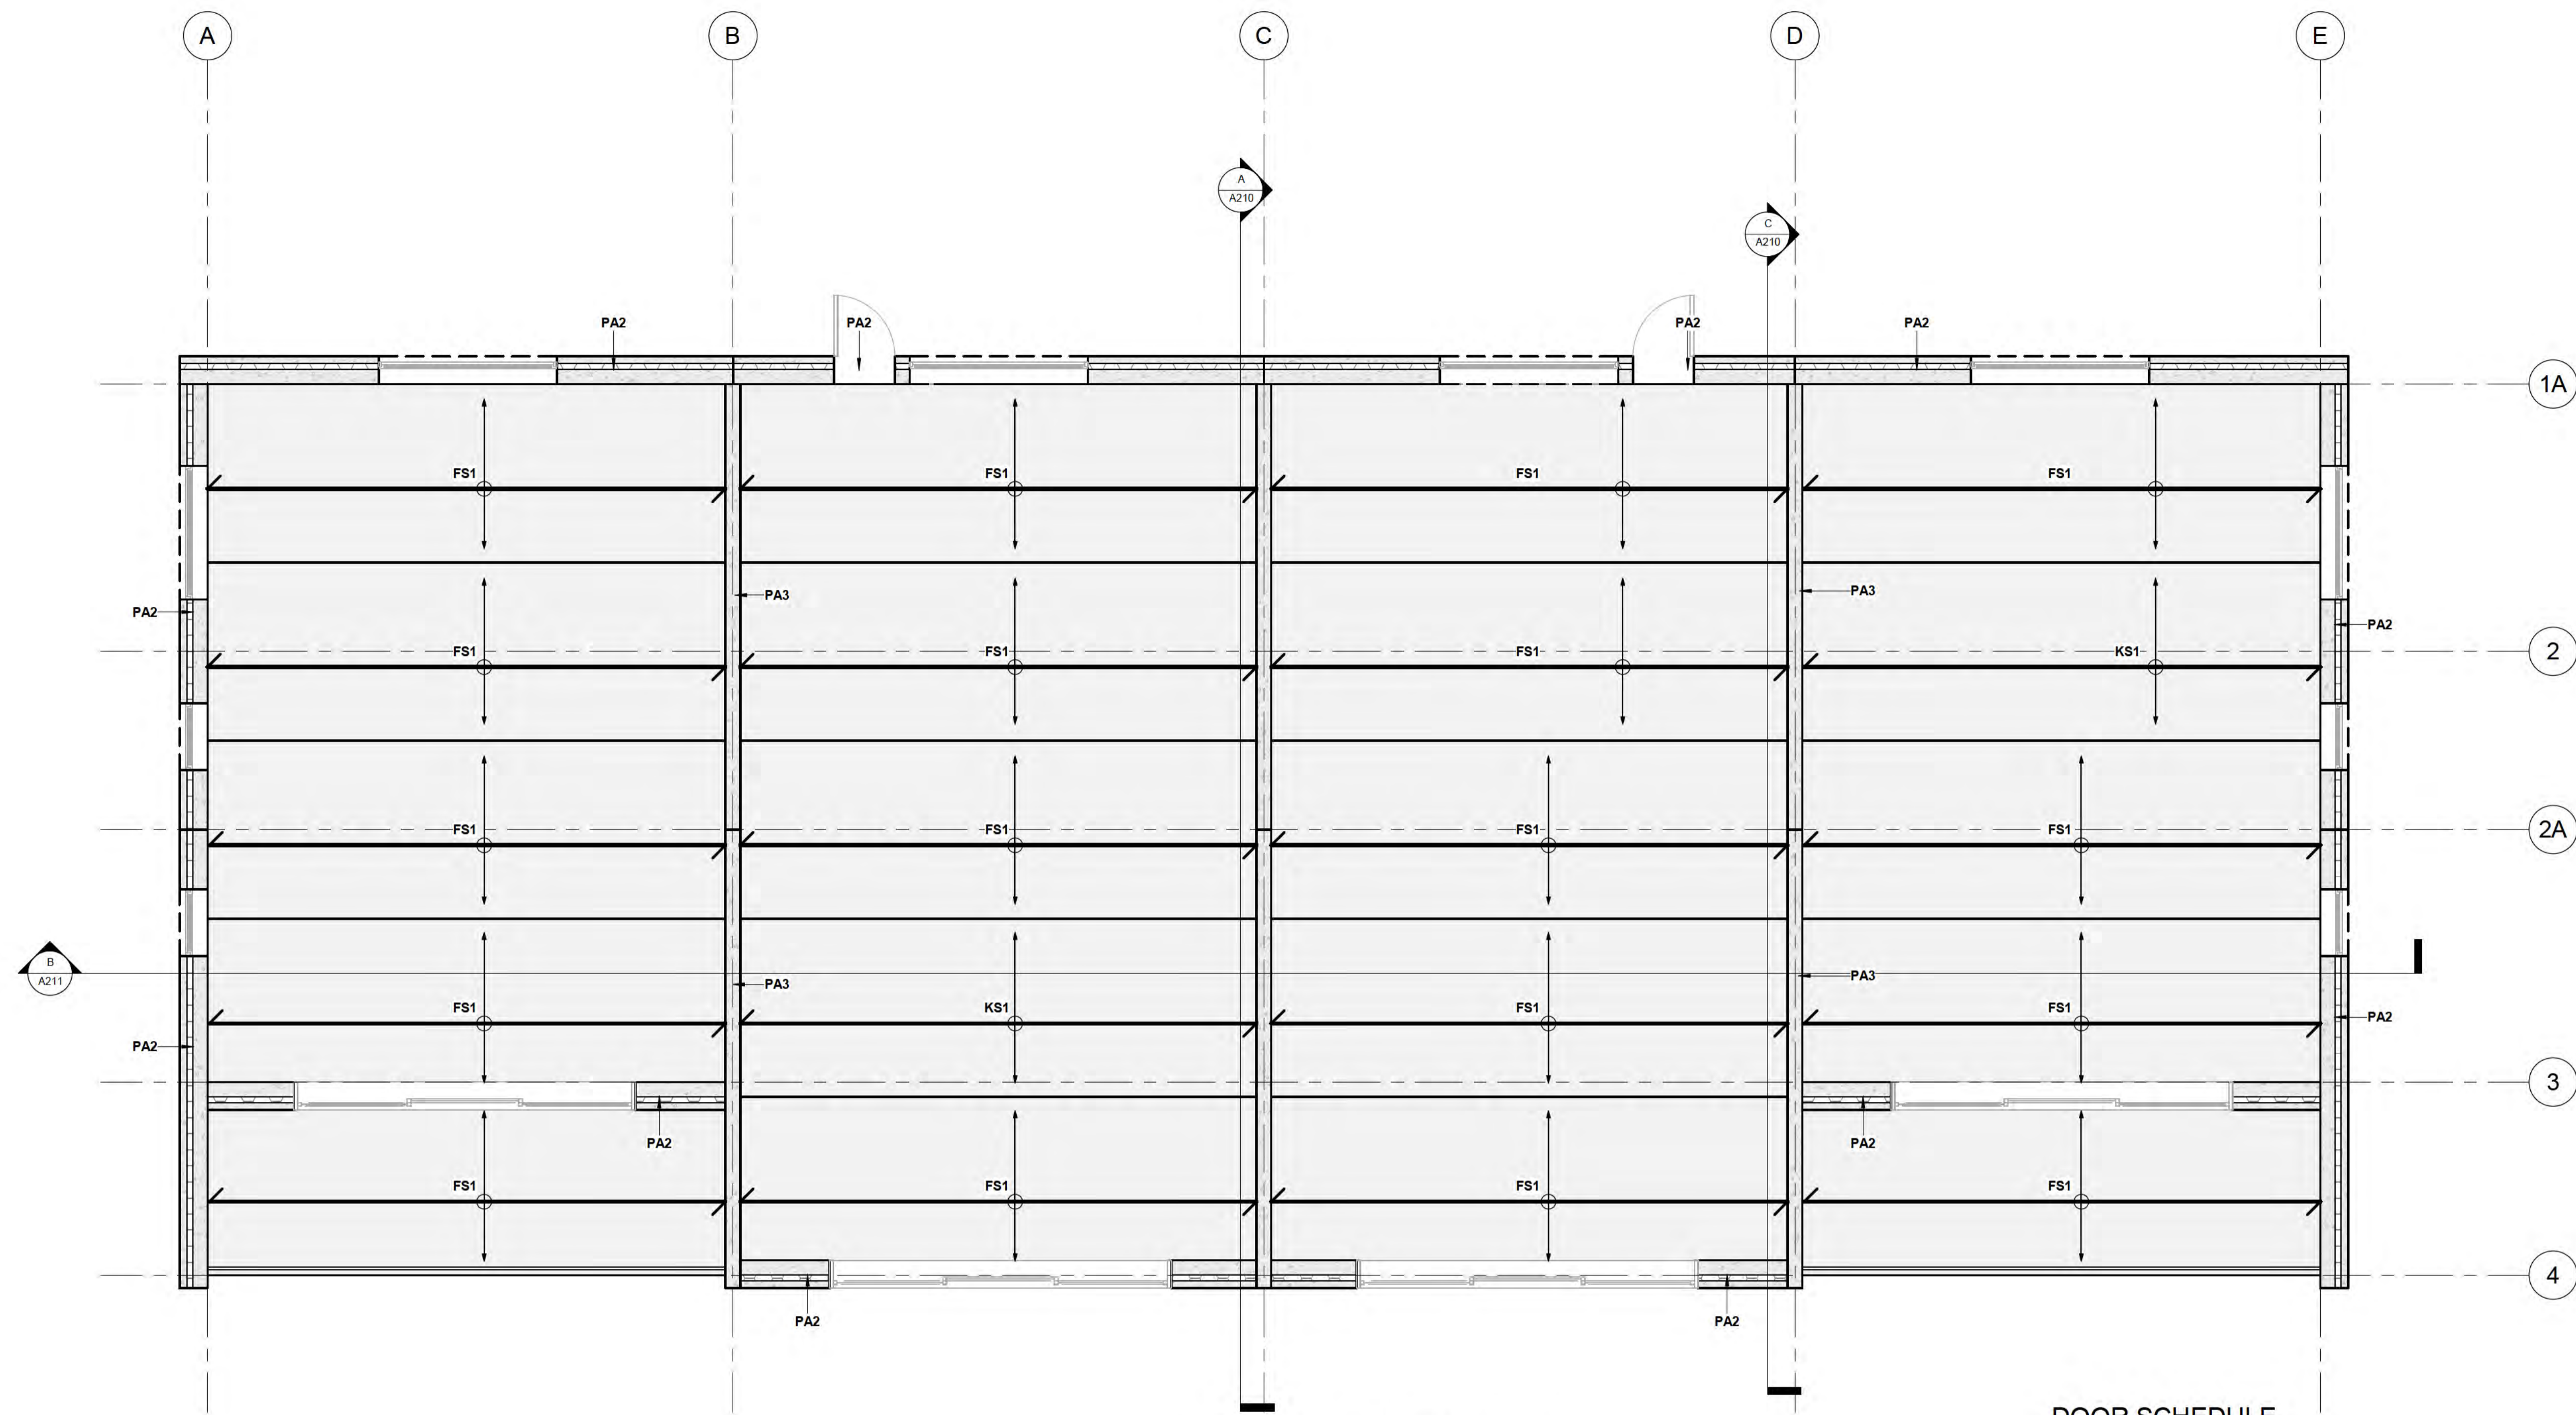 A B C D E
A
A210
C
A210
PA2 PA2 PA2 PA2
1A
FS1 FS1 FS1 FS1
PA3 PA3
PA2 PA2
FS1 FS1 FS1 KS1 2
FS1 FS1 FS1 FS1 2A
B
A211
PA3 PA3
FS1 KS1 FS1 FS1
PA2 PA2
3
PA2 PA2
FS1 FS1 FS1 FS1
4
PA2 PA2
DOOR SCHEDULE